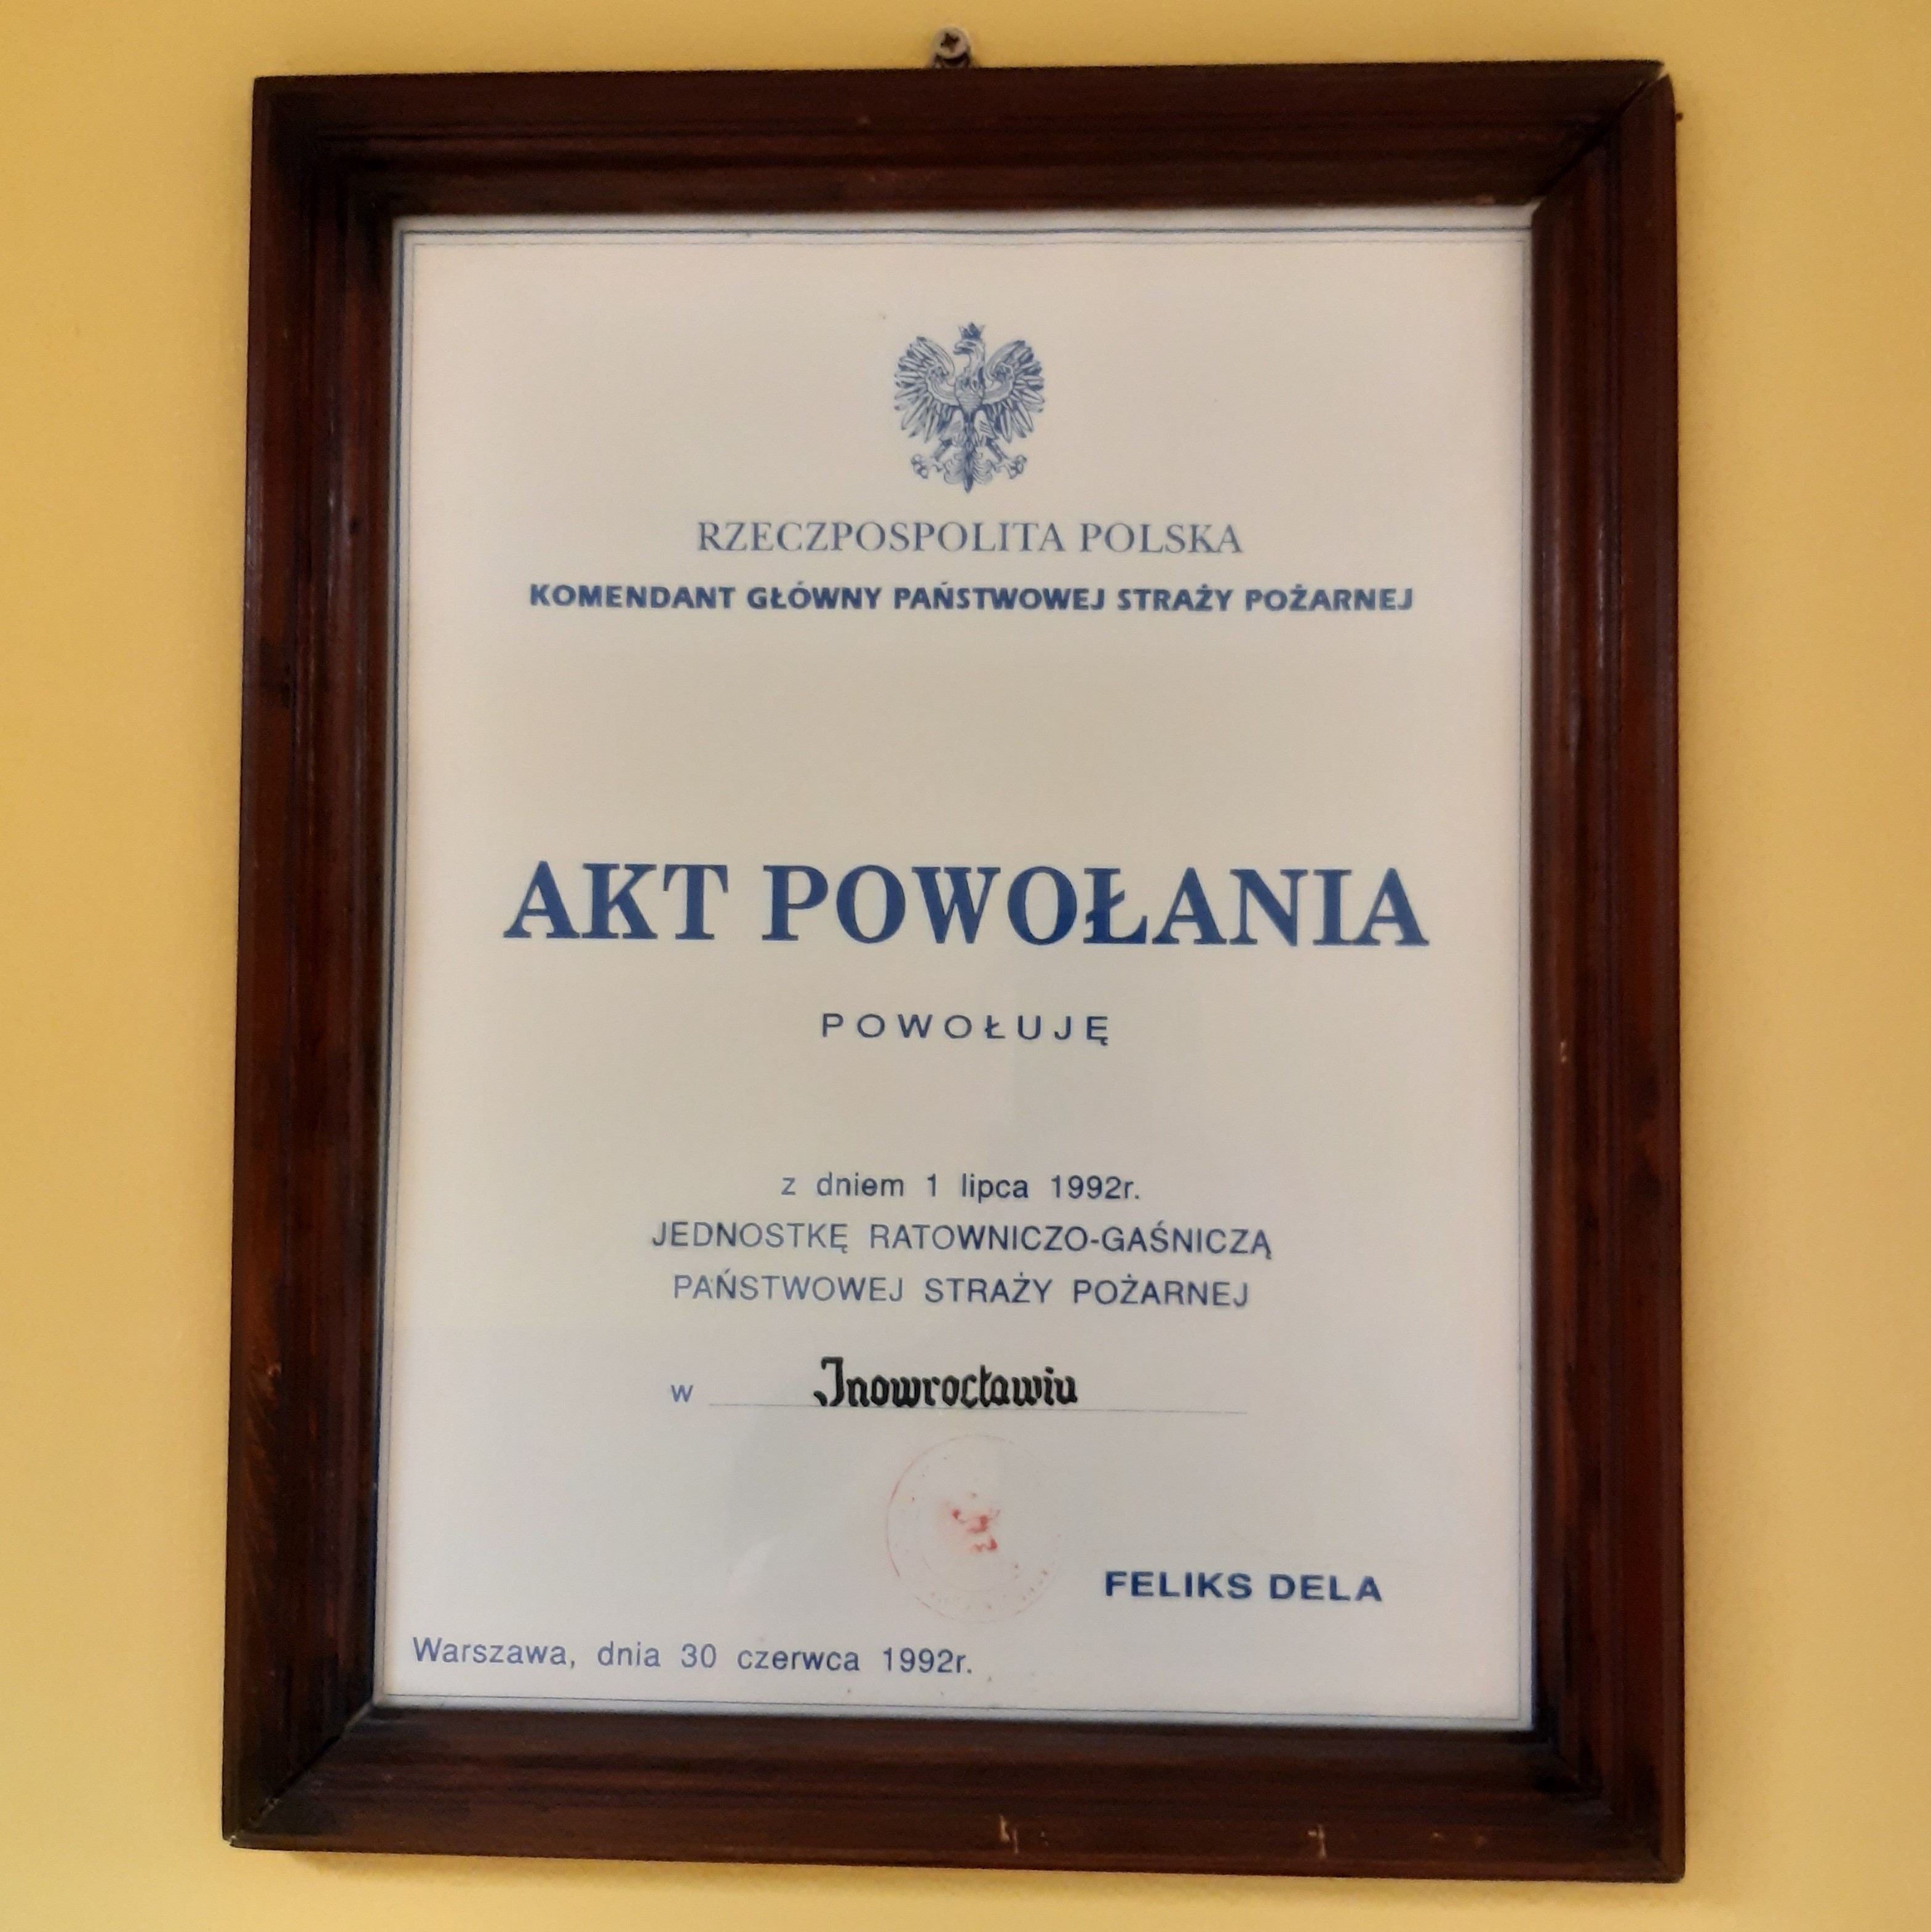 RZECZPOSPOLITA POLSKA
KOMENDANT GŁÓWNY PAŃSTWOWEJ STRAŻY POŻARNEJ
AKT POWOŁANIA
POWOŁUJĘ
z dniem 1 lipca 1992r.
JEDNOSTKĘ RATOWNICZO-GAŚNICZĄ
PAŃSTWOWEJ STRAŻY POŻARNEJ
w Inowrocławiu
FELIKS DELA
Warszawa, dnia 30 czerwca 1992r.